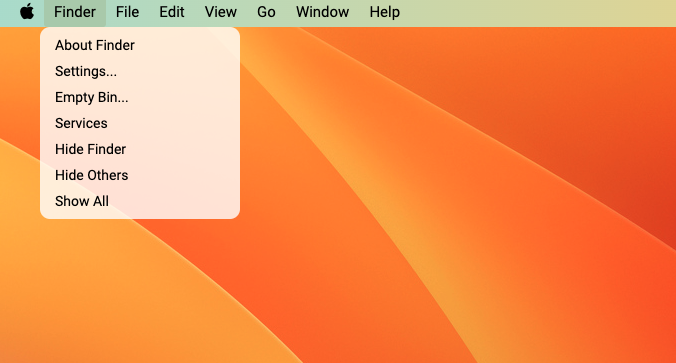 Finder File Edit View Go Window Help
About Finder
Settings...
Empty Bin...
Services
Hide Finder
Hide Others
Show All